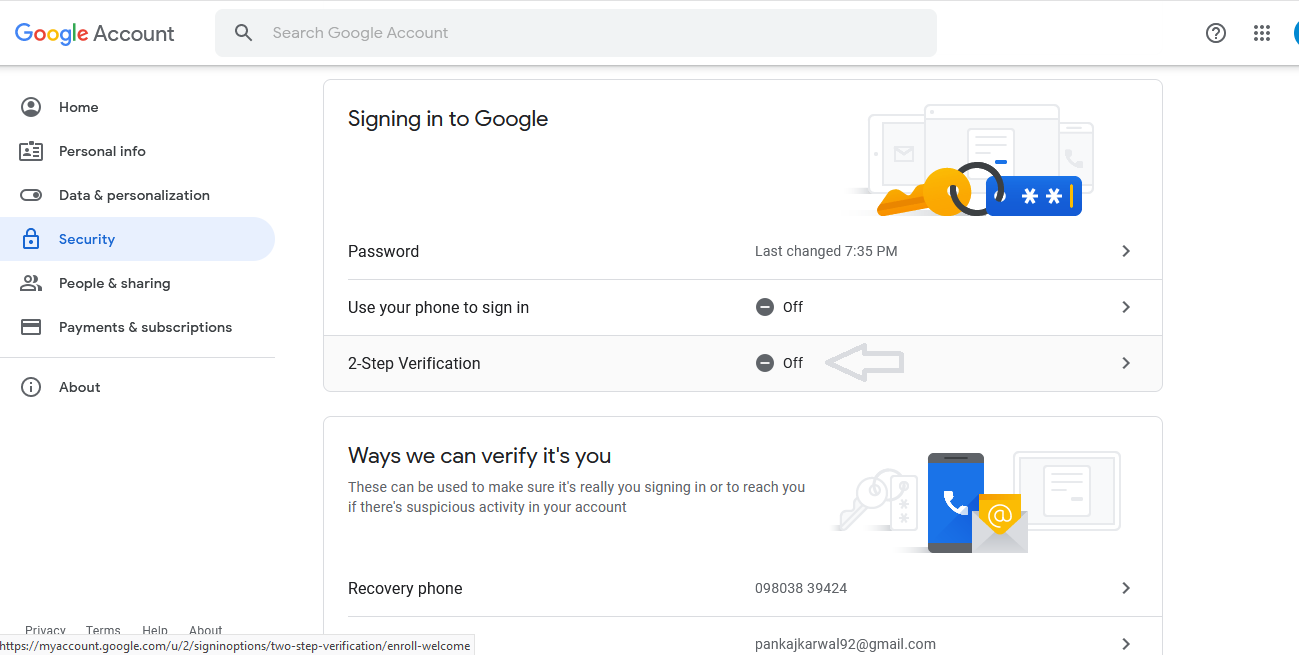 Google Account
Search Google Account
Home
Personal info
Data & personalization
Security
People & sharing
Payments & subscriptions
About
Signing in to Google
* *
Password Last changed 7:35 PM
Use your phone to sign in Off
2-Step Verification Off
Ways we can verify it's you
These can be used to make sure it's really you signing in or to reach you
if there's suspicious activity in your account
@
Recovery phone 098038 39424
pankajkarwal92@gmail.com
Privacy Terms Help About
https://myaccount.google.com/u/2/signinoptions/two-step-verification/enroll-welcome